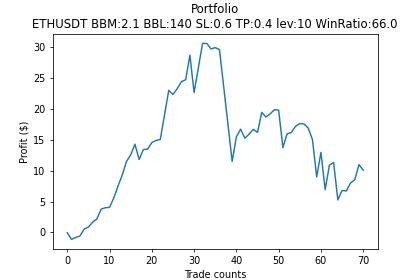 Portfolio
ETHUSDT BBM:2.1 BBL:140 SL:0.6 TP:0.4 lev:10 WinRatio:66.0
30
25
20
15
10
5
0
Profit ($)
0 10 20 30 40 50 60 70
Trade counts